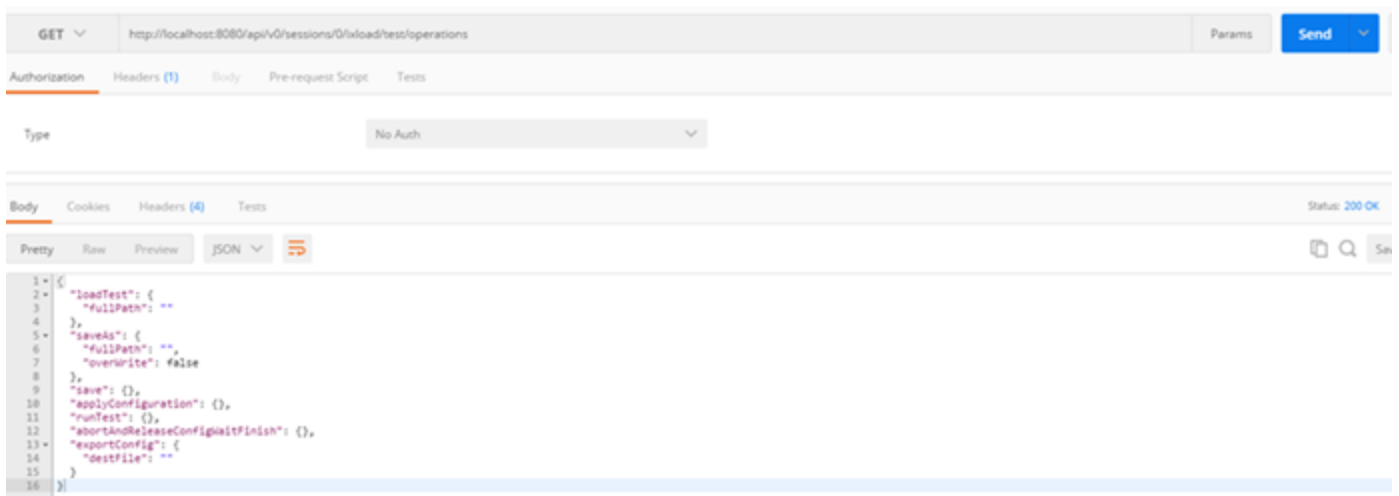 GET http://localhost:8080/api/v0/sessions/0/ixload/test/operations Params Send
Authorization Headers (1) Body Pre-request Script Tests
Type No Auth
Body Cookies Headers (4) Tests Status: 200 OK
Pretty Raw Preview JSON Sav
1 {
2 "loadTest": {
3 "fullPath": ""
4 },
5 "saveAs": {
6 "fullPath": "",
7 "overWrite": false
8 },
9 "save": {},
10 "applyConfiguration": {},
11 "runTest": {},
12 "abortAndReleaseConfigWaitFinish": {},
13 "exportConfig": {
14 "destFile": ""
15 }
16 }